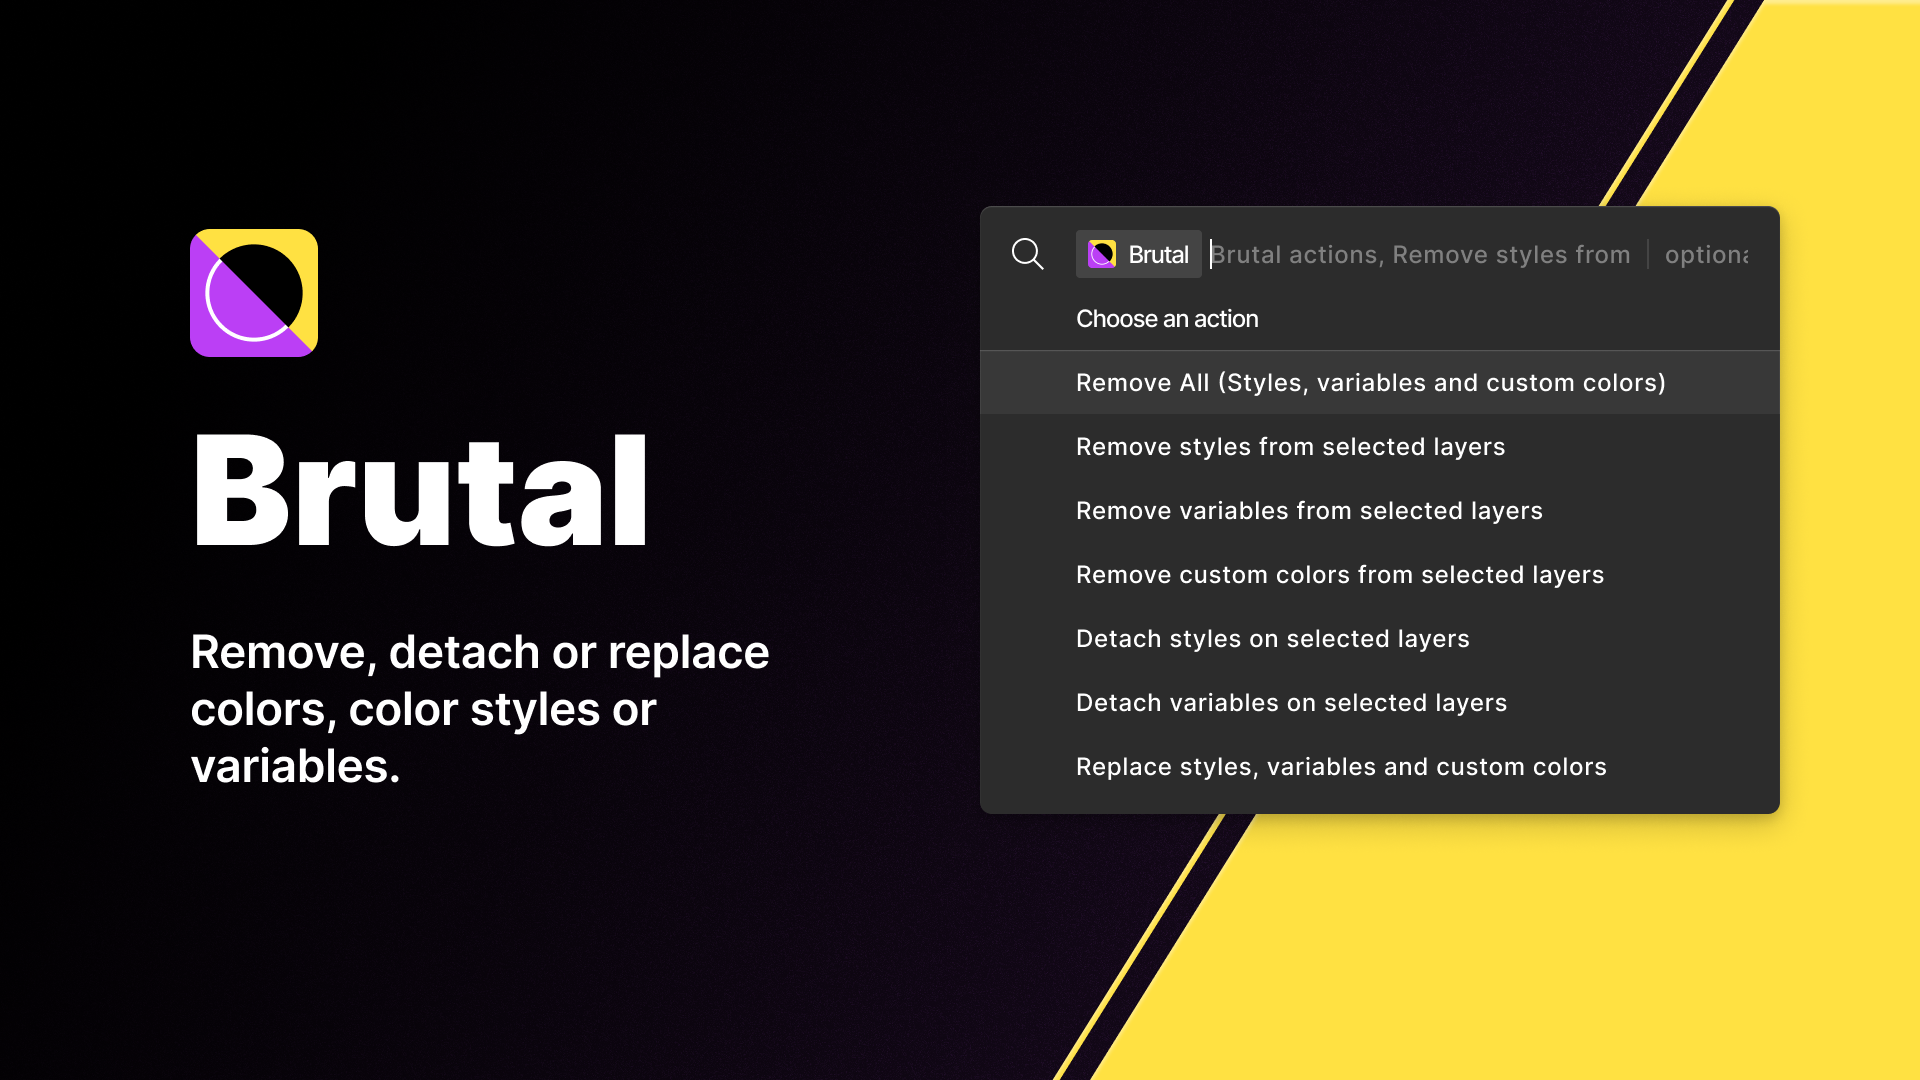 Brutal
Remove, detach or replace
colors, color styles or
variables.
Brutal Brutal actions, Remove styles from
Choose an action
Remove All (Styles, variables and custom colors)
Remove styles from selected layers
Remove variables from selected layers
Remove custom colors from selected layers
Detach styles on selected layers
Detach variables on selected layers
Replace styles, variables and custom colors